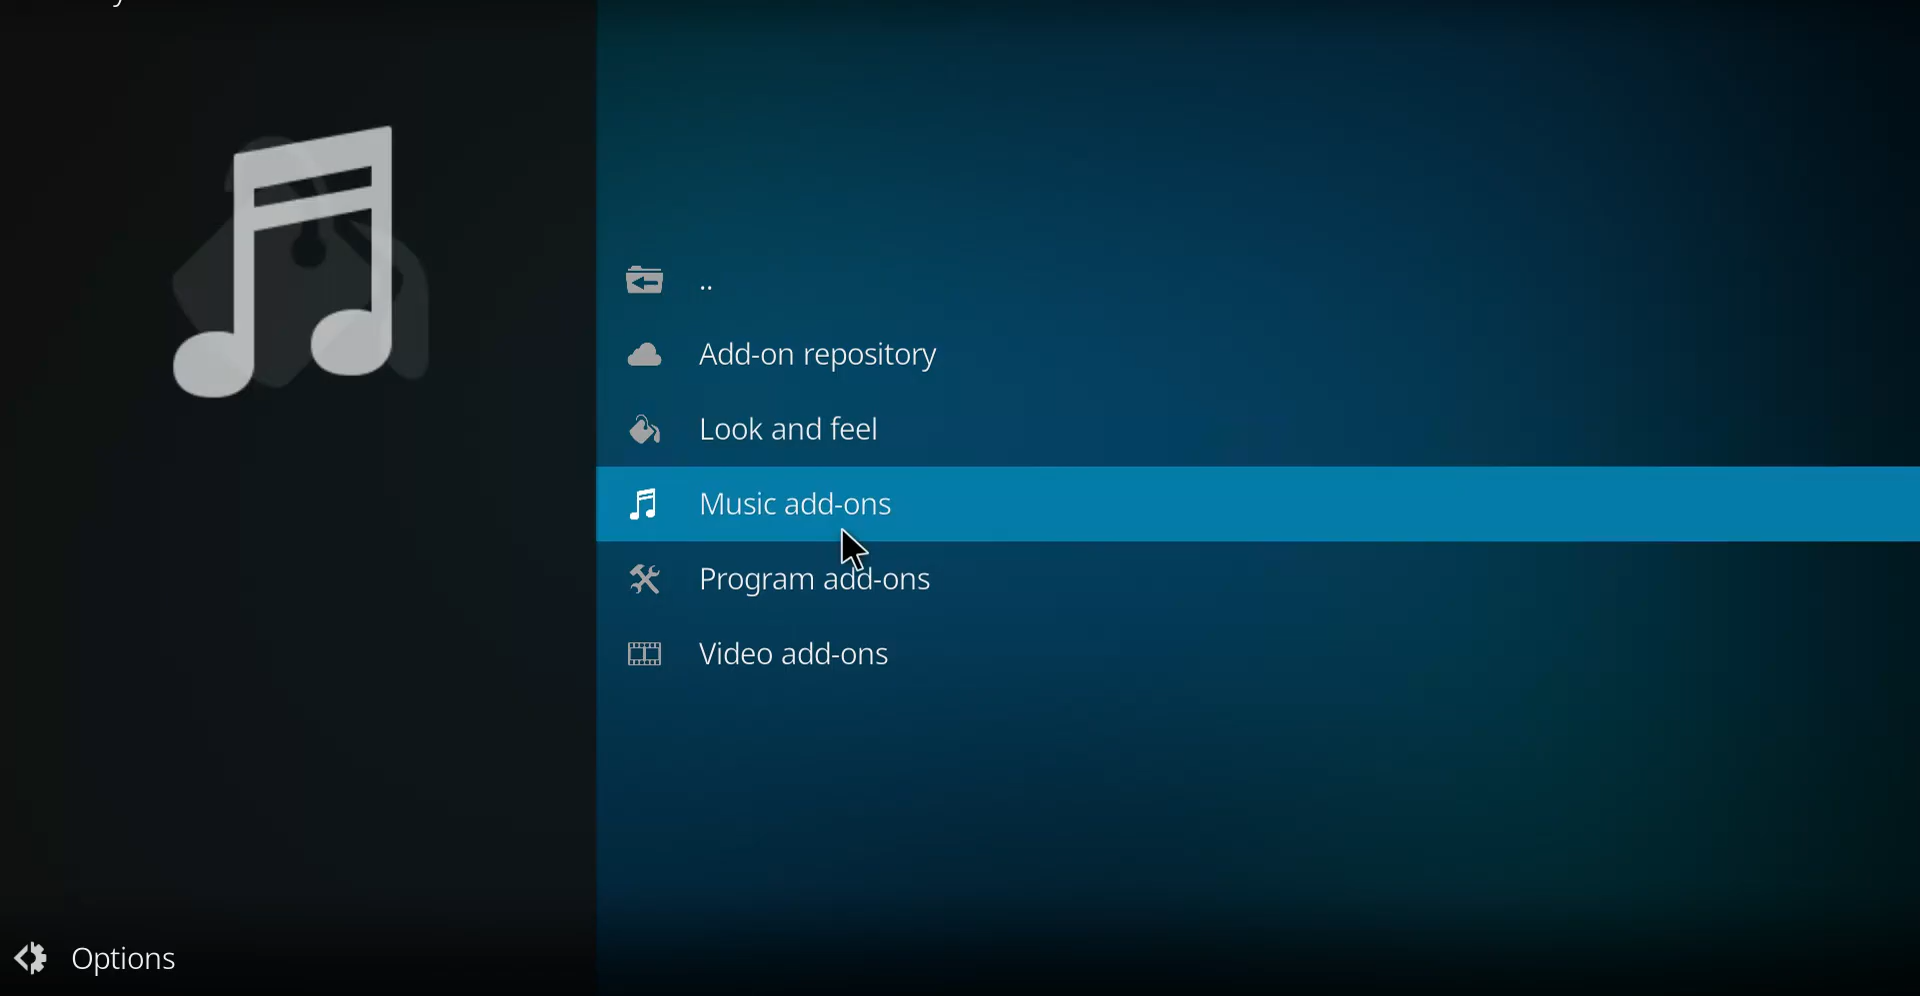 ..
Add-on repository
Look and feel
Music add-ons
Program add-ons
Video add-ons
Options